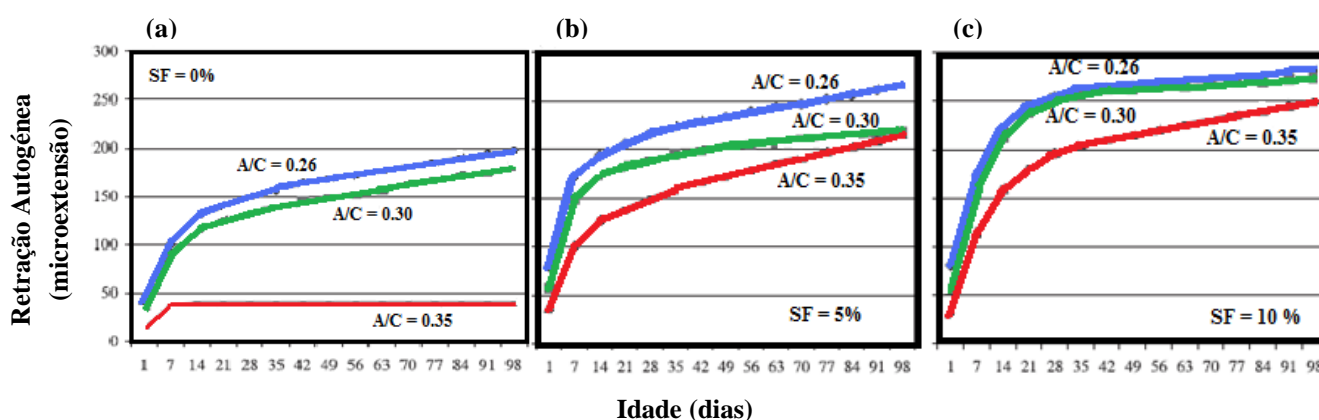 (a)
(b)
(c)
Retração Autogénea
(microextensão)
300
250
200
150
100
50
0
SF = 0%
A/C = 0.26
A/C = 0.30
A/C = 0.35
1 7 14 21 28 35 42 49 56 63 70 77 84 91 98
A/C = 0.26
A/C = 0.30
A/C = 0.35
SF = 5%
1 7 14 21 28 35 42 49 56 63 70 77 84 91 98
A/C = 0.26
A/C = 0.30
A/C = 0.35
SF = 10 %
1 7 14 21 28 35 42 49 56 63 70 77 84 91 98
Idade (dias)